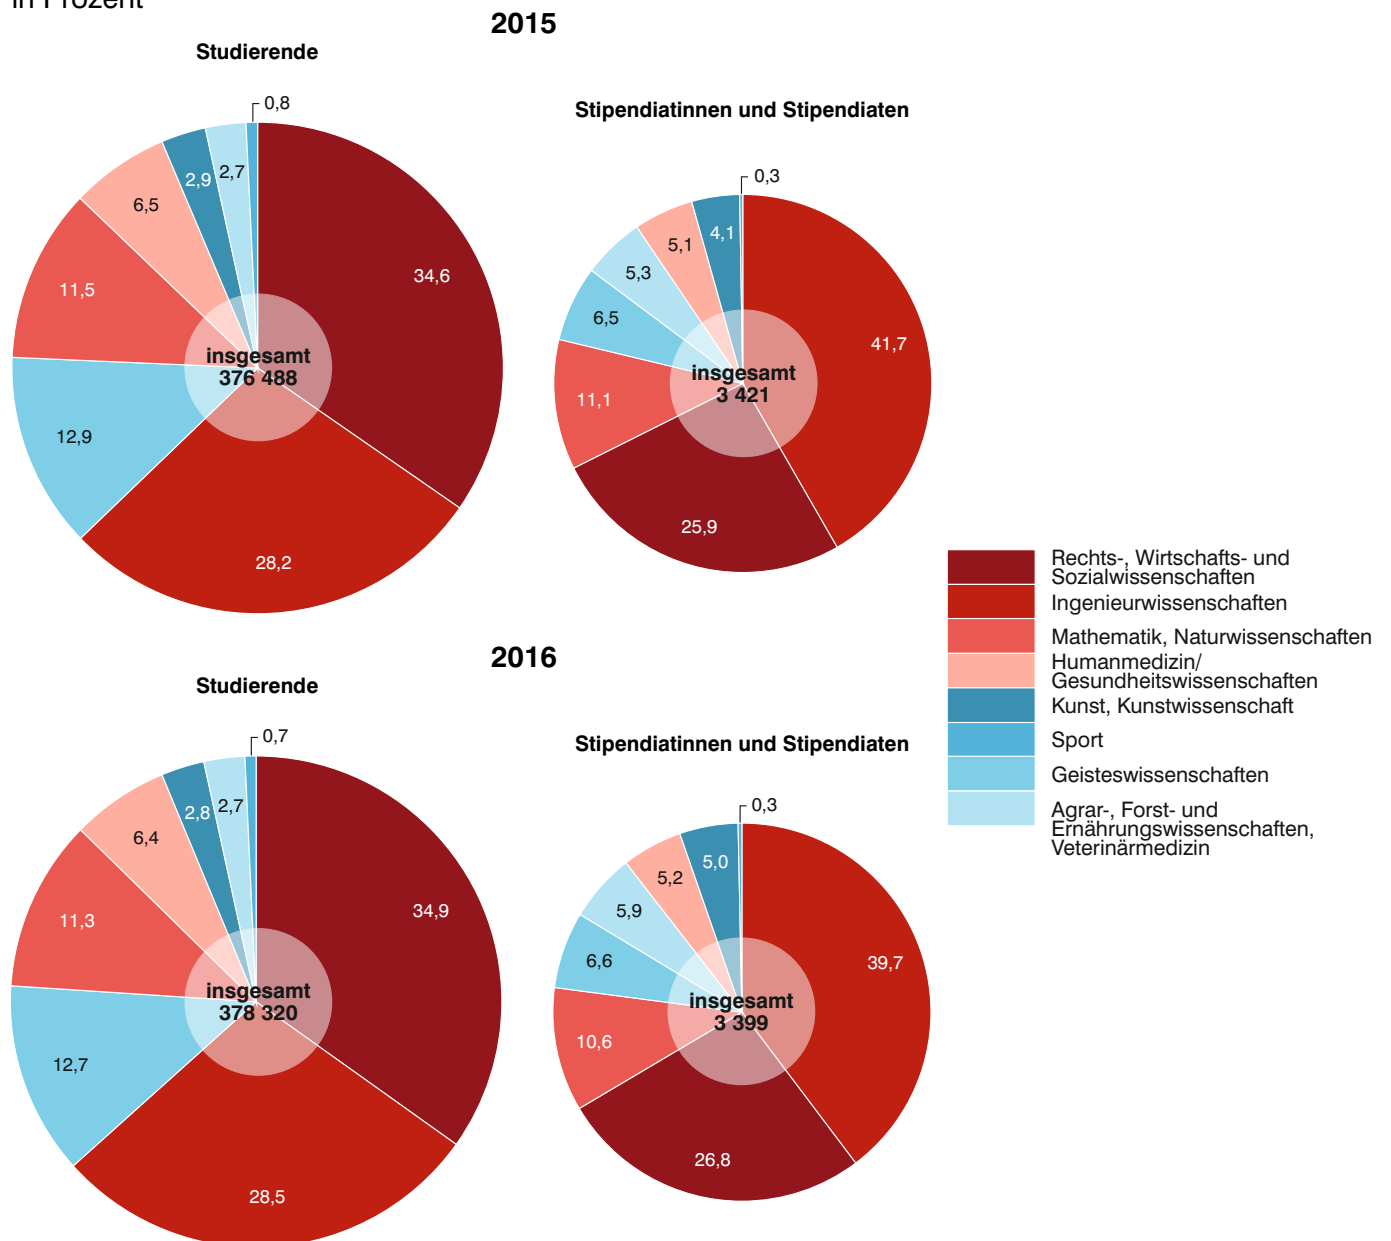 in Prozent
2015
Studierende
0,8
2,9
2,7
6,5
34,6
11,5
insgesamt
376 488
12,9
28,2
Stipendiatinnen und Stipendiaten
0,3
4,1
5,1
5,3
6,5
41,7
insgesamt
3 421
11,1
25,9
Rechts-, Wirtschafts- und
Sozialwissenschaften
Ingenieurwissenschaften
Mathematik, Naturwissenschaften
Humanmedizin/
Gesundheitswissenschaften
Kunst, Kunstwissenschaft
Sport
Geisteswissenschaften
Agrar-, Forst- und
Ernährungswissenschaften,
Veterinärmedizin
2016
Studierende
0,7
2,8
2,7
6,4
34,9
11,3
insgesamt
378 320
12,7
28,5
Stipendiatinnen und Stipendiaten
0,3
5,0
5,2
5,9
6,6
39,7
insgesamt
3 399
10,6
26,8